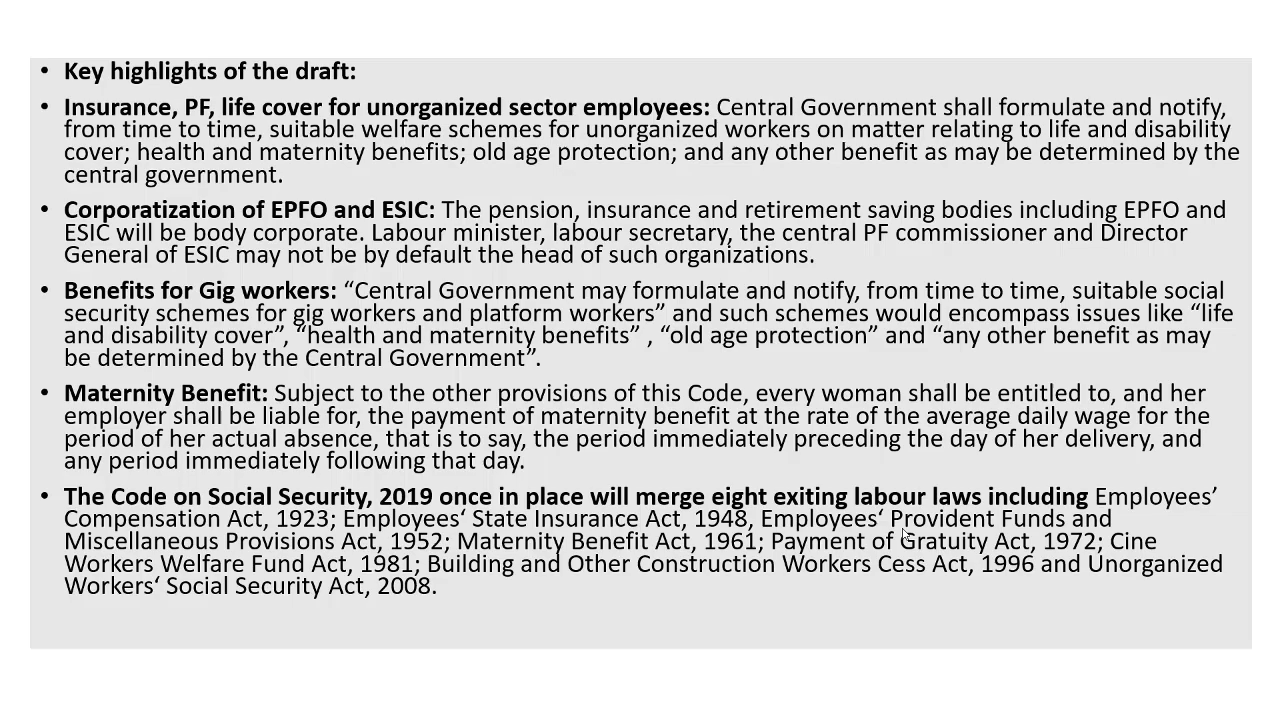 • Key highlights of the draft:
• Insurance, PF, life cover for unorganized sector employees: Central Government shall formulate and notify,
from time to time, suitable welfare schemes for unorganized workers on matter relating to life and disability
cover; health and maternity benefits; old age protection; and any other benefit as may be determined by the
central government.
• Corporatization of EPFO and ESIC: The pension, insurance and retirement saving bodies including EPFO and
ESIC will be body corporate. Labour minister, labour secretary, the central PF commissioner and Director
General of ESIC may not be by default the head of such organizations.
• Benefits for Gig workers: “Central Government may formulate and notify, from time to time, suitable social
security schemes for gig workers and platform workers” and such schemes would encompass issues like “life
and disability cover”, “health and maternity benefits” , “old age protection” and “any other benefit as may
be determined by the Central Government”.
• Maternity Benefit: Subject to the other provisions of this Code, every woman shall be entitled to, and her
employer shall be liable for, the payment of maternity benefit at the rate of the average daily wage for the
period of her actual absence, that is to say, the period immediately preceding the day of her delivery, and
any period immediately following that day.
• The Code on Social Security, 2019 once in place will merge eight exiting labour laws including Employees’
Compensation Act, 1923; Employees‘ State Insurance Act, 1948, Employees‘ Provident Funds and
Miscellaneous Provisions Act, 1952; Maternity Benefit Act, 1961; Payment of Gratuity Act, 1972; Cine
Workers Welfare Fund Act, 1981; Building and Other Construction Workers Cess Act, 1996 and Unorganized
Workers‘ Social Security Act, 2008.